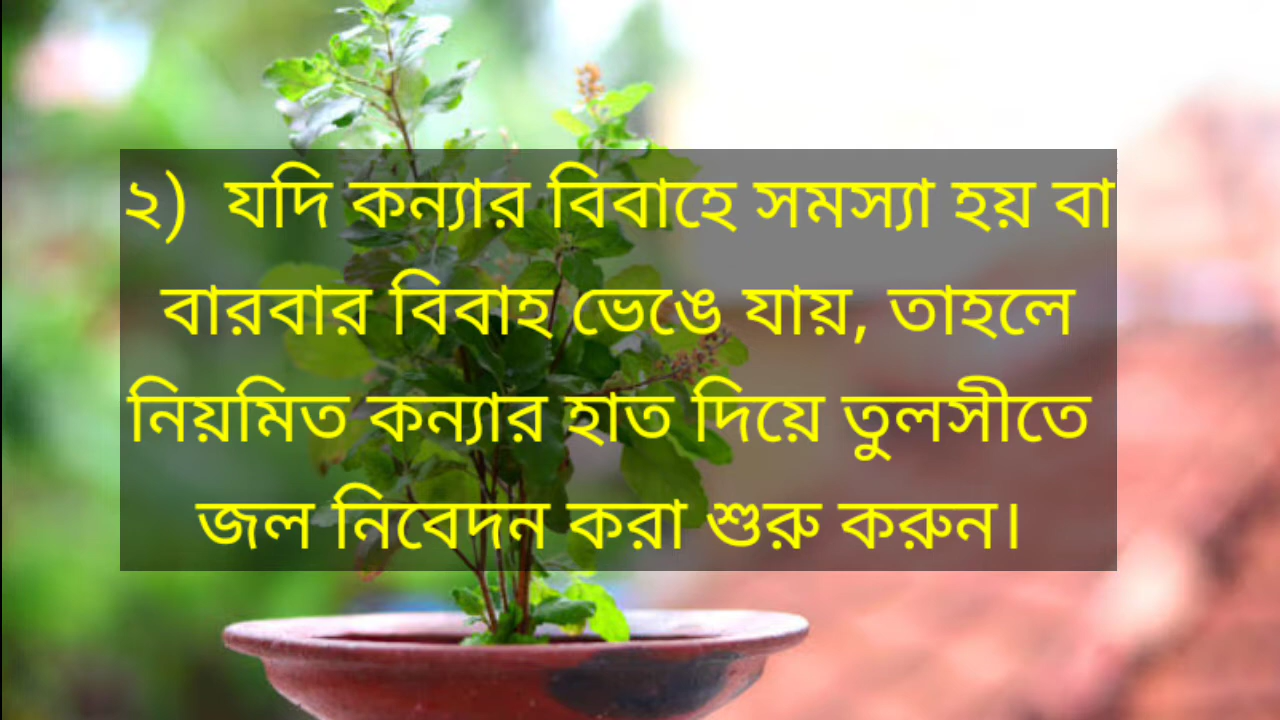 ২) যদি কন্যার বিবাহে সমস্যা হয় বা
বারবার বিবাহ ভেঙে যায়, তাহলে
নিয়মিত কন্যার হাত দিয়ে তুলসীতে
জল নিবেদন করা শুরু করুন।